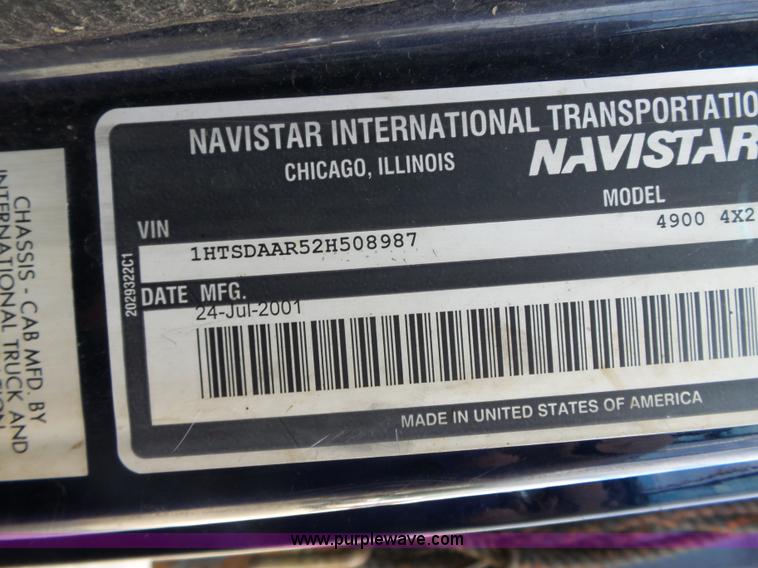 NAVISTAR INTERNATIONAL TRANSPORTATIO
CHICAGO, ILLINOIS
NAVISTAR
MODEL
VIN
4900 4X2
1HTSDAAR52H508987
DATE MFG.
24-Jul-2001
2029322C1
MADE IN UNITED STATES OF AMERICA
CHASSIS - CAB MFD. BY
INTERNATIONAL TRUCK AND
www.purplewave.com